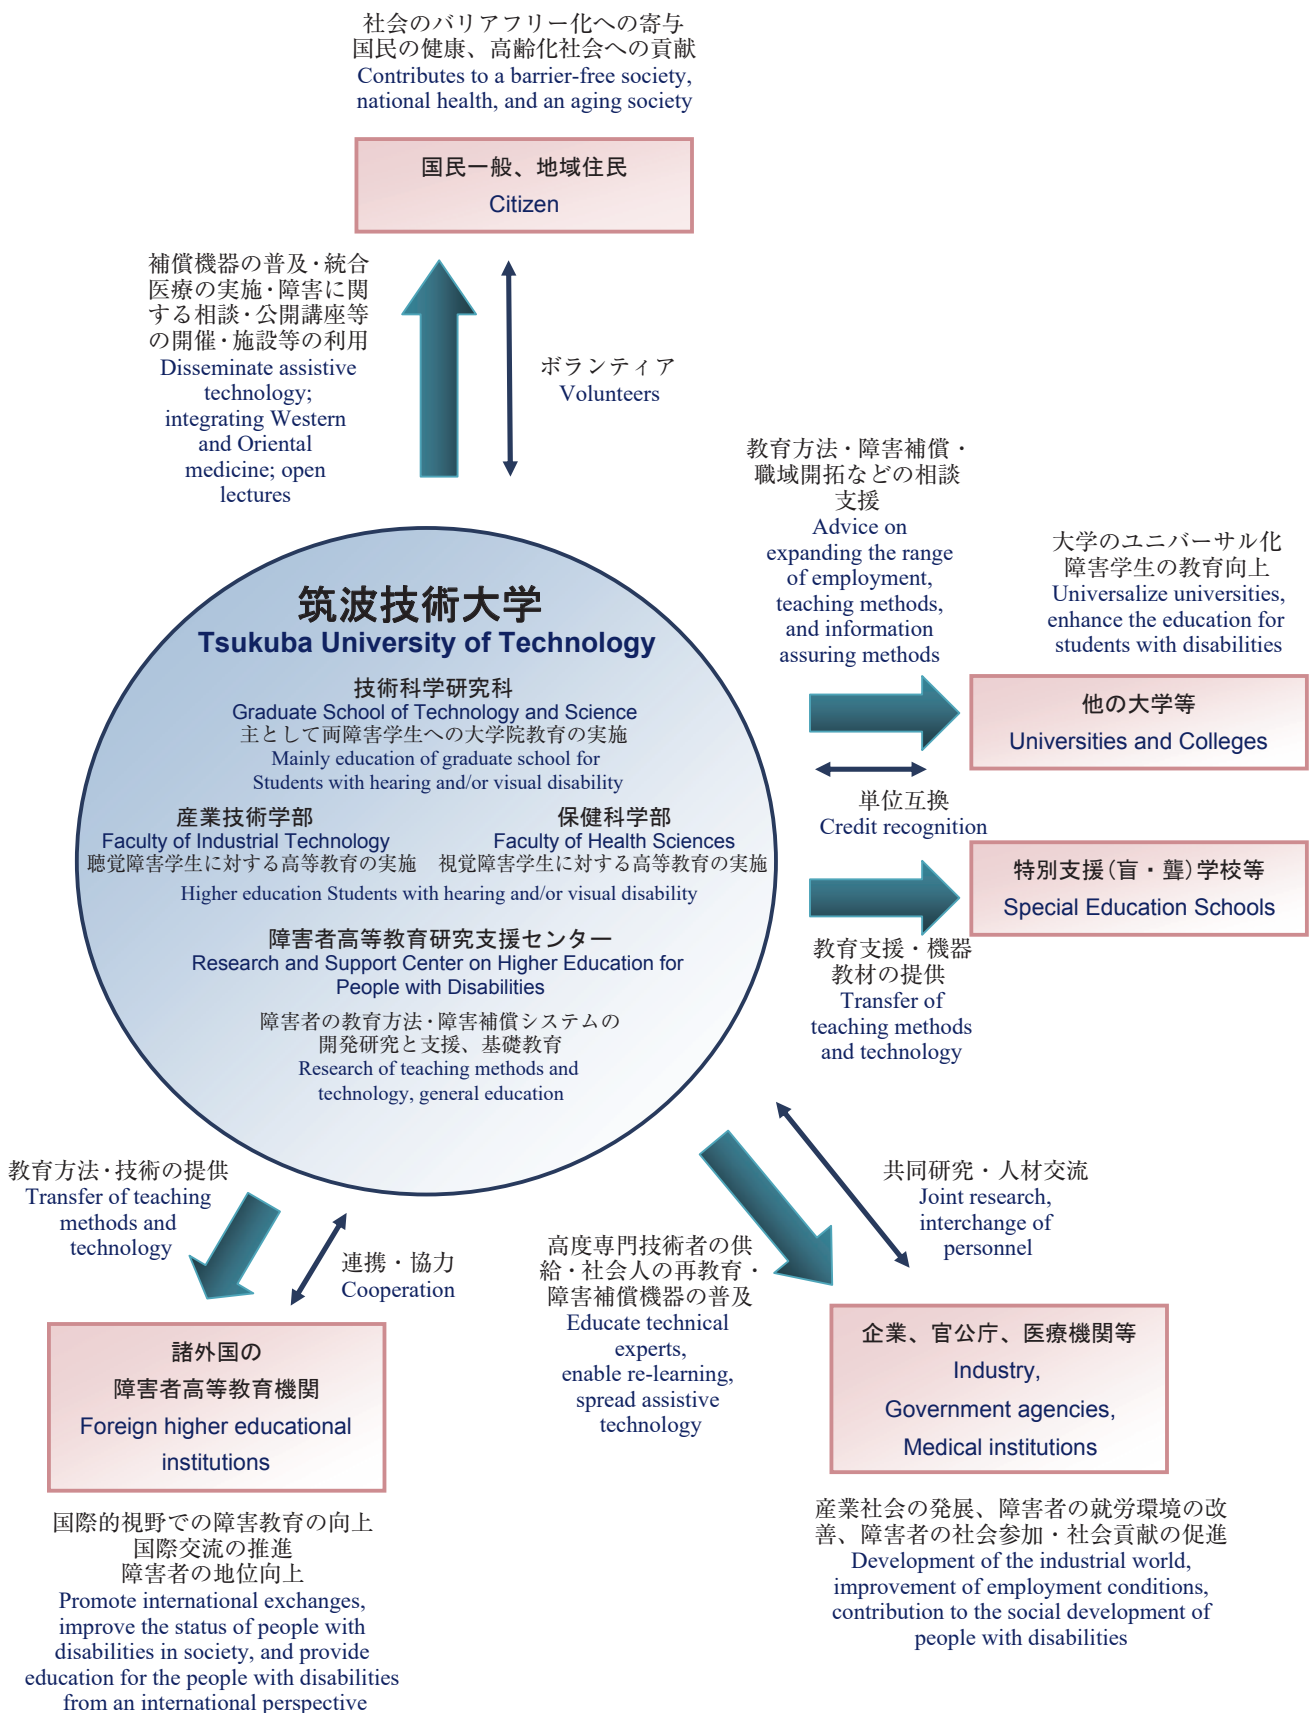 社会のバリアフリー化への寄与
国民の健康、高齢化社会への貢献
Contributes to a barrier-free society,
national health, and an aging society
国民一般、地域住民
Citizen
補償機器の普及・統合
医療の実施・障害に関
する相談・公開講座等
の開催・施設等の利用
Disseminate assistive
technology;
integrating Western
and Oriental
medicine; open
lectures
ボランティア
Volunteers
教育方法・障害補償・
職域開拓などの相談
支援
Advice on
expanding the range
of employment,
teaching methods,
and information
assuring methods
大学のユニバーサル化
障害学生の教育向上
Universalize universities,
enhance the education for
students with disabilities
筑波技術大学
Tsukuba University of Technology
技術科学研究科
Graduate School of Technology and Science
主として両障害学生への大学院教育の実施
Mainly education of graduate school for
Students with hearing and/or visual disability
産業技術学部
Faculty of Industrial Technology
聴覚障害学生に対する高等教育の実施
保健科学部
Faculty of Health Sciences
視覚障害学生に対する高等教育の実施
Higher education Students with hearing and/or visual disability
障害者高等教育研究支援センター
Research and Support Center on Higher Education for
People with Disabilities
障害者の教育方法・障害補償システムの
開発研究と支援、基礎教育
Research of teaching methods and
technology, general education
他の大学等
Universities and Colleges
単位互換
Credit recognition
特別支援(盲・聾)学校等
Special Education Schools
教育支援・機器
教材の提供
Transfer of
teaching methods
and technology
教育方法・技術の提供
Transfer of teaching
methods and
technology
連携・協力
Cooperation
高度専門技術者の供
給・社会人の再教育・
障害補償機器の普及
Educate technical
experts,
enable re-learning,
spread assistive
technology
共同研究・人材交流
Joint research,
interchange of
personnel
諸外国の
障害者高等教育機関
Foreign higher educational
institutions
企業、官公庁、医療機関等
Industry,
Government agencies,
Medical institutions
国際的視野での障害教育の向上
国際交流の推進
障害者の地位向上
Promote international exchanges,
improve the status of people with
disabilities in society, and provide
education for the people with disabilities
from an international perspective
産業社会の発展、障害者の就労環境の改
善、障害者の社会参加・社会貢献の促進
Development of the industrial world,
improvement of employment conditions,
contribution to the social development of
people with disabilities